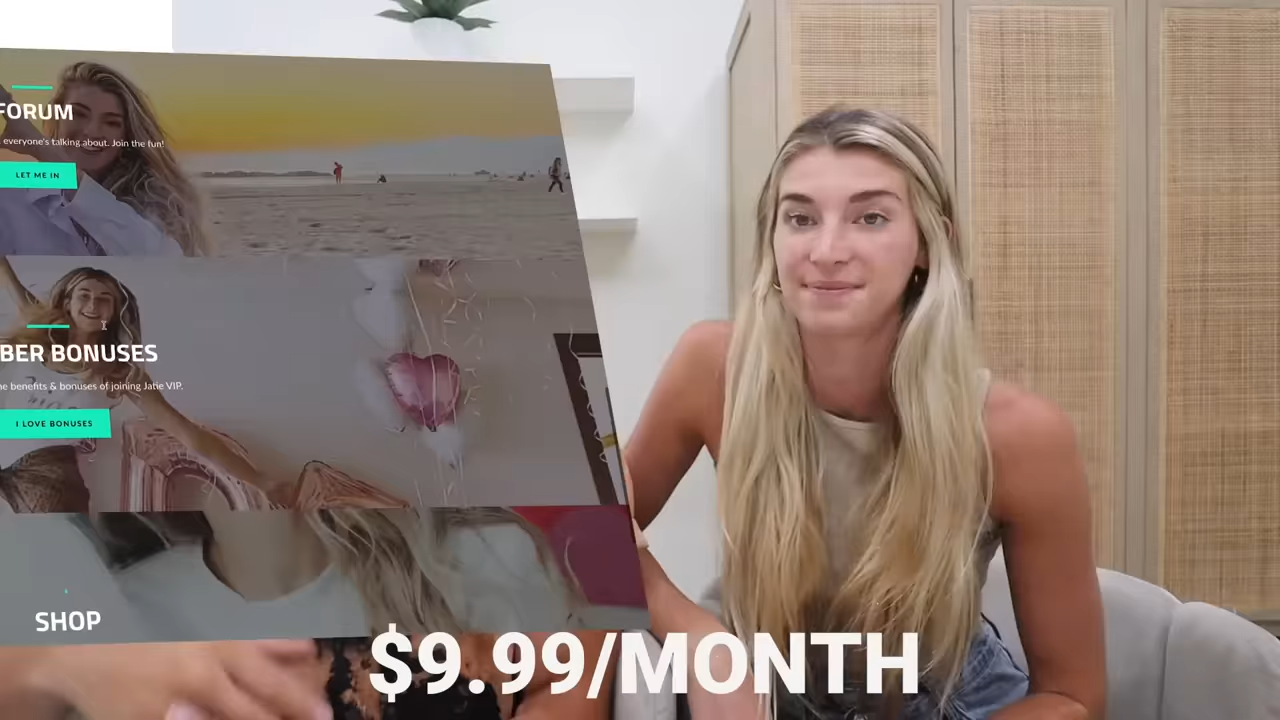 FORUM
everyone's talking about. Join the fun!
LET ME IN
BER BONUSES
benefits & bonuses of joining Jatie VIP.
I LOVE BONUSES
SHOP
$9.99/MONTH